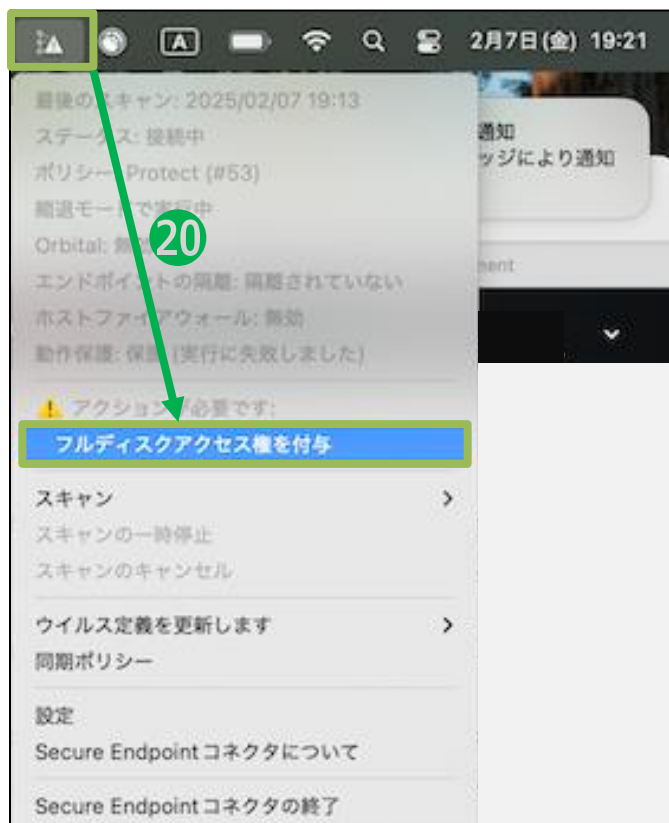 A 2月7日(金) 19:21
最後のスキャン: 2025/02/07 19:13
ステータス: 接続中
ポリシー: Protect (#53)
縮退モードで実行中
Orbital: 無効
エンドポイントの隔離: 隔離されていない
ホストファイアウォール: 無効
動作保護: 保護 (実行に失敗しました)
通知
ッジにより通知
ment
⑳
アクションが必要です:
フルディスクアクセス権を付与
スキャン
スキャンの一時停止
スキャンのキャンセル
ウイルス定義を更新します
同期ポリシー
設定
Secure Endpoint コネクタについて
Secure Endpoint コネクタの終了